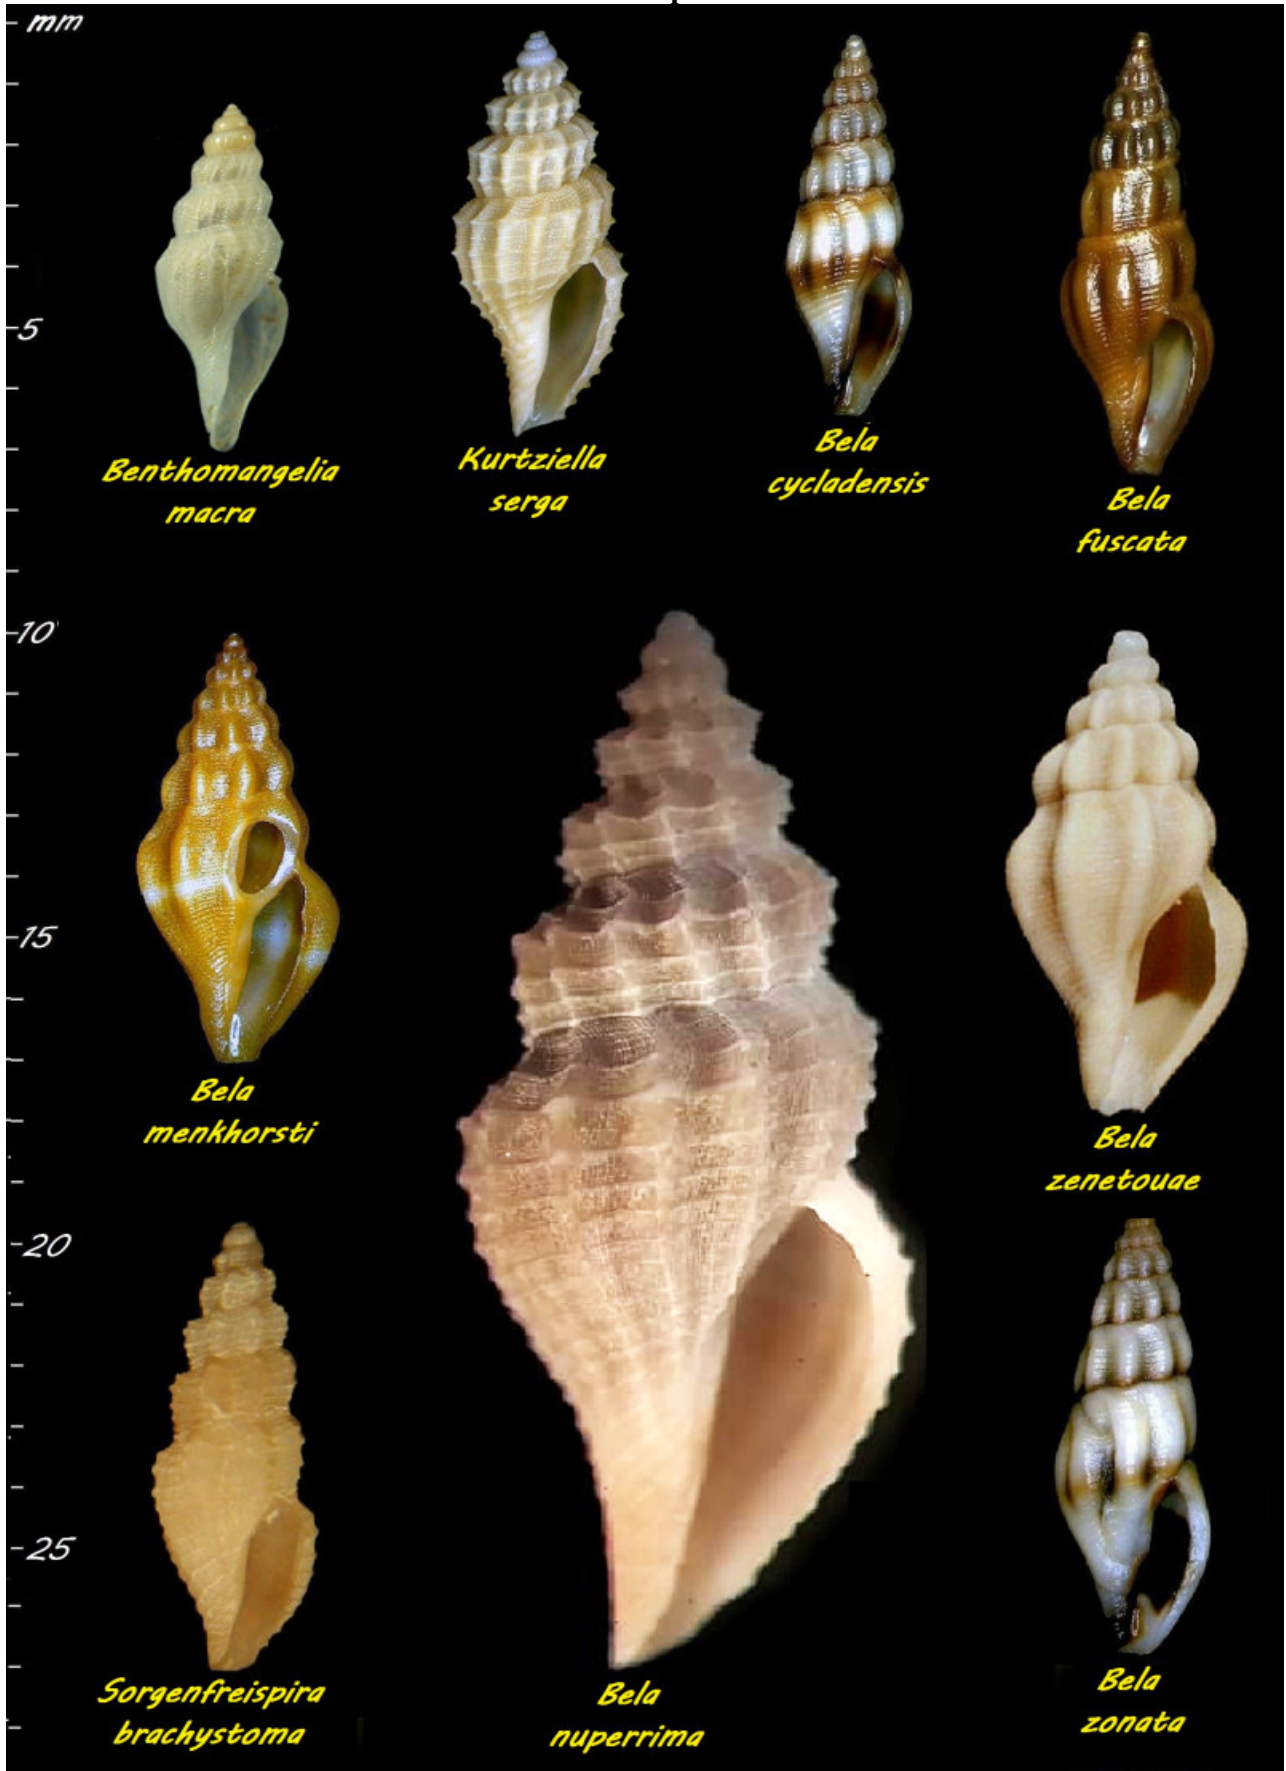 mm
Benthomangelia
macra
Kurtziella
serga
Bela
cycladensis
Bela
fuscata
5
10
15
20
25
Bela
menkhorsti
Bela
zenetouae
Sorgenfreispira
brachystoma
Bela
nuperrima
Bela
zonata